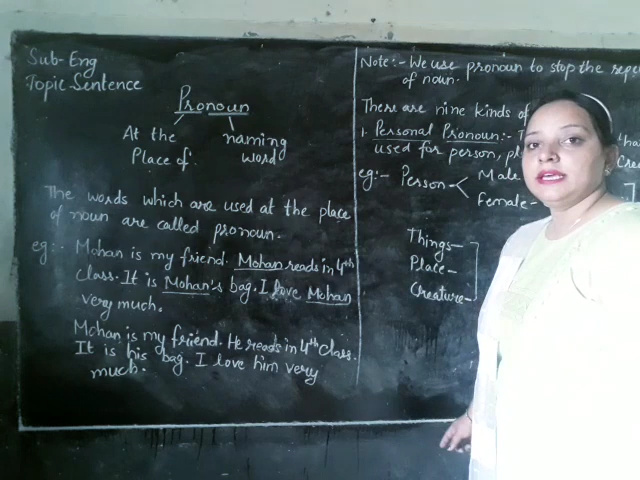 Sub-Eng
Topic-Sentence
Pronoun
At the Place of.
naming word
The words which are used at the place
of noun are called pronoun.
eg:- Mohan is my friend. Mohan reads in 4th
Class. It is Mohan's bag. I love Mohan
very much.
Mohan is my friend. He reads in 4th class.
It is his bag. I love him very
much.
Note:- We use pronoun to stop the
of noun.
There are nine kinds of
1. Personal Pronoun:-
used for person,
eg:- Person
Male
Female-
Things-
Place-
Creature-